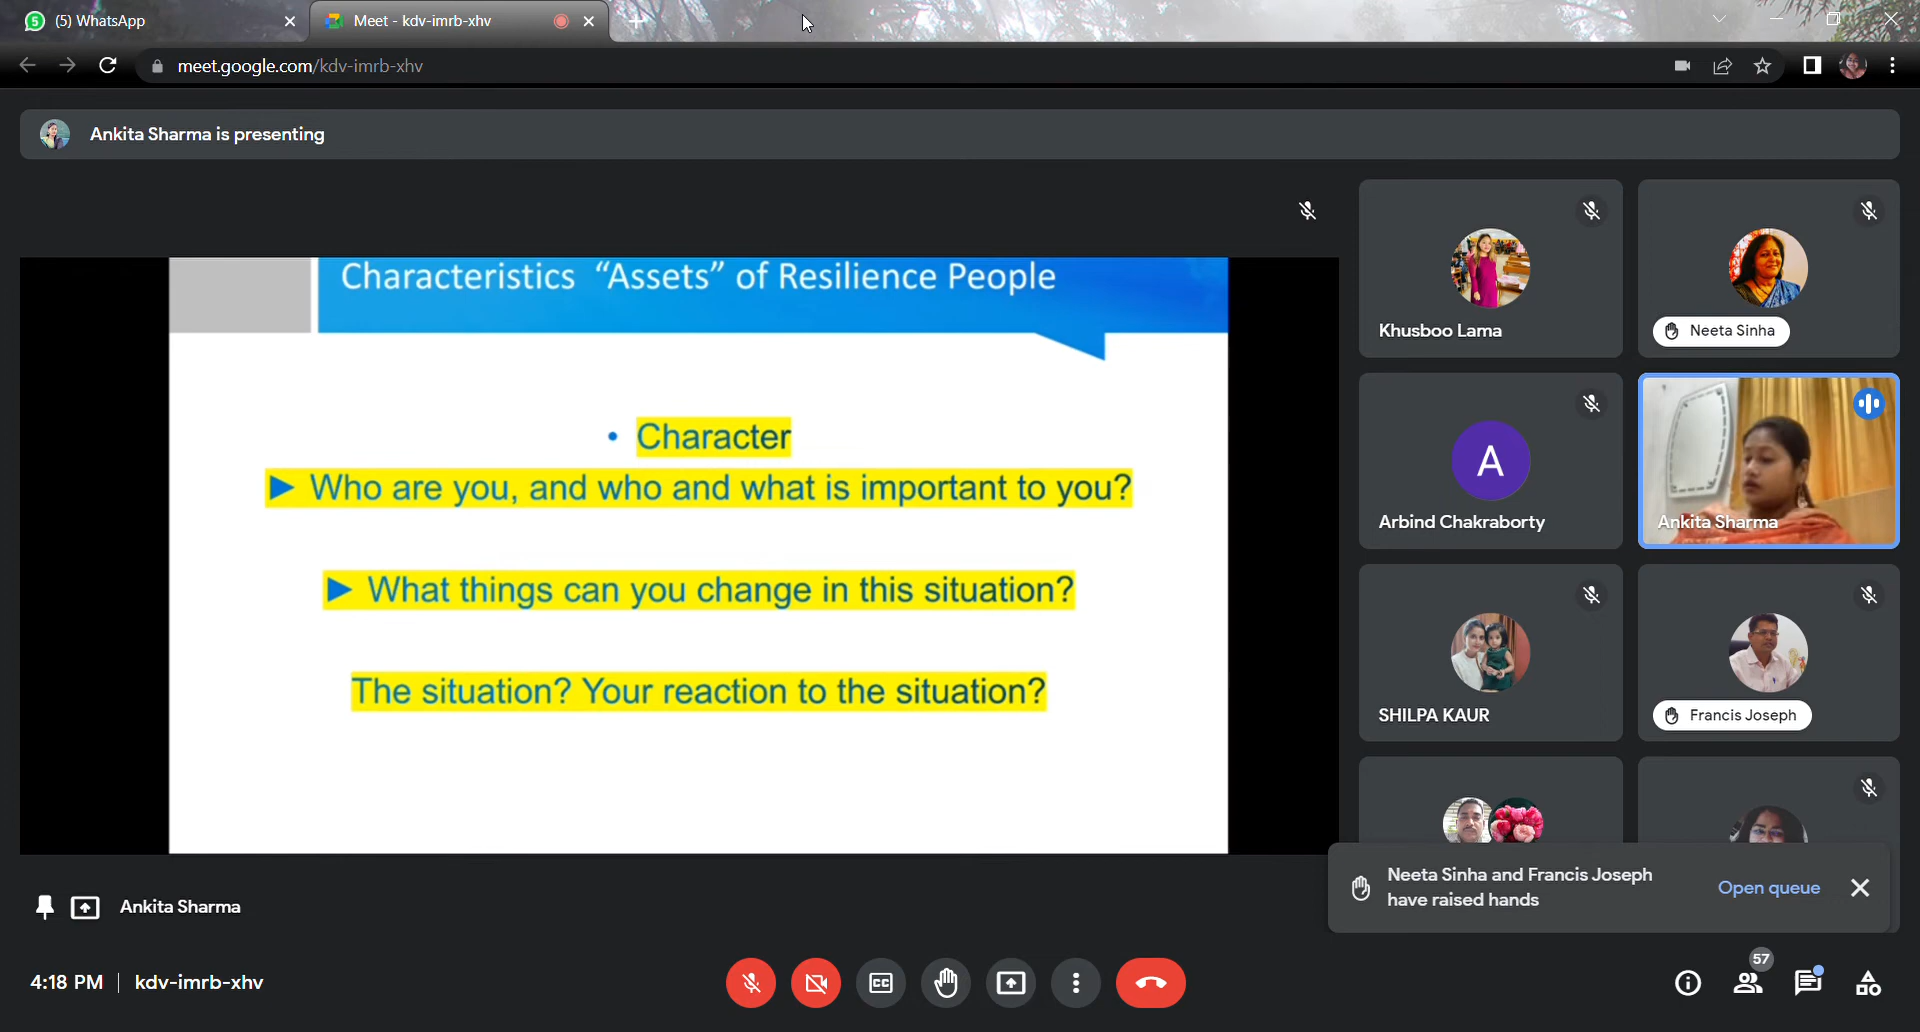 5 (5) WhatsApp
Meet - kdv-imrb-xhv
meet.google.com/kdv-imrb-xhv
Ankita Sharma is presenting
Characteristics “Assets” of Resilience People
• Character
► Who are you, and who and what is important to you?
► What things can you change in this situation?
The situation? Your reaction to the situation?
Khusboo Lama
Neeta Sinha
A
Arbind Chakraborty
Ankita Sharma
SHILPA KAUR
Francis Joseph
Neeta Sinha and Francis Joseph
have raised hands
Open queue
Ankita Sharma
4:18 PM | kdv-imrb-xhv
CC
57